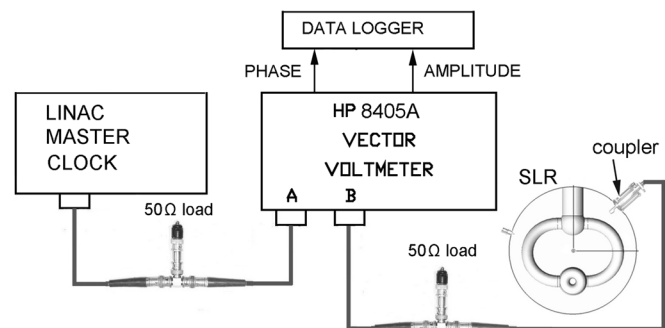 DATA LOGGER
PHASE
AMPLITUDE
LINAC
MASTER
CLOCK
HP 8405A
VECTOR
VOLTMETER
A B
50Ω load
50Ω load
SLR
coupler